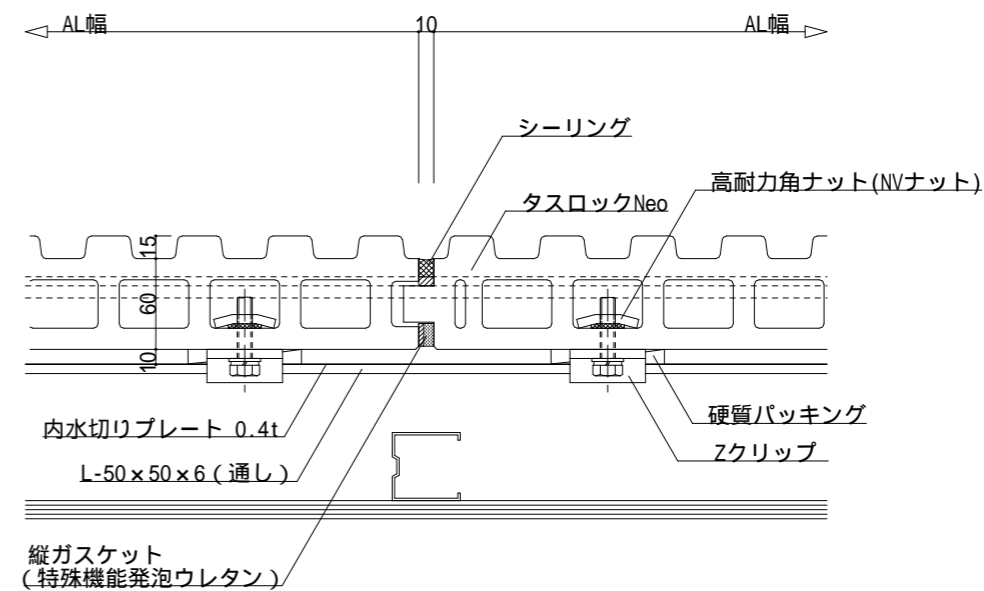 AL幅
10
AL幅
シーリング
高耐力角ナット(NVナット)
タスロックNeo
15
60
10
内水切りプレート 0.4t
硬質パッキング
L-50×50×6(通し)
Zクリップ
縦ガスケット
(特殊機能発泡ウレタン)